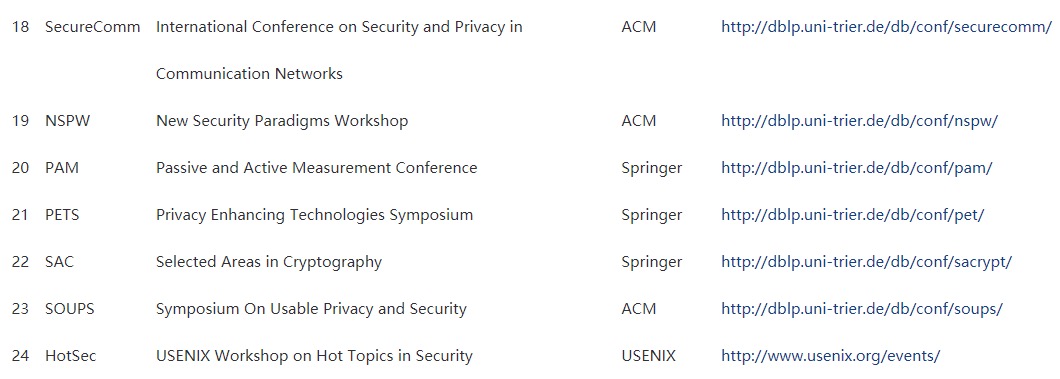 18 SecureComm International Conference on Security and Privacy in ACM http://dblp.uni-trier.de/db/conf/securecomm/
Communication Networks
19 NSPW New Security Paradigms Workshop ACM http://dblp.uni-trier.de/db/conf/nspw/
20 PAM Passive and Active Measurement Conference Springer http://dblp.uni-trier.de/db/conf/pam/
21 PETS Privacy Enhancing Technologies Symposium Springer http://dblp.uni-trier.de/db/conf/pet/
22 SAC Selected Areas in Cryptography Springer http://dblp.uni-trier.de/db/conf/sacrypt/
23 SOUPS Symposium On Usable Privacy and Security ACM http://dblp.uni-trier.de/db/conf/soups/
24 HotSec USENIX Workshop on Hot Topics in Security USENIX http://www.usenix.org/events/